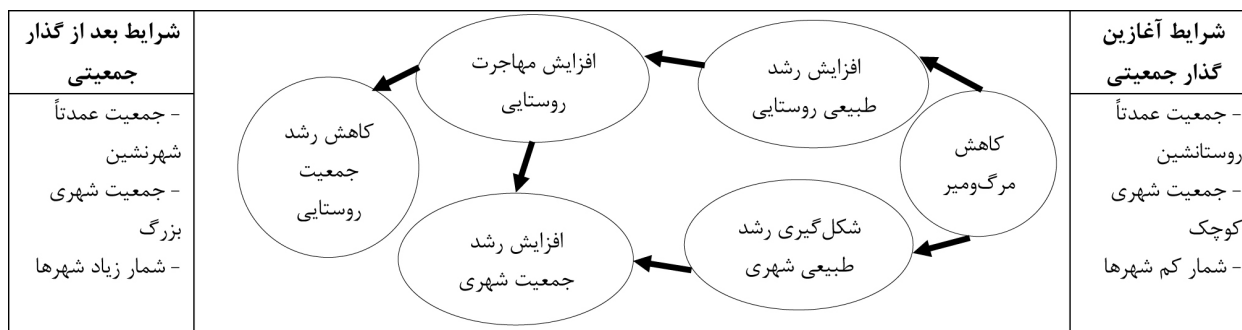 شرایط آغازین
گذار جمعیتی
- جمعیت عمدتاً
روستانشین
- جمعیت شهری
کوچک
- شمار کم شهرها
کاهش
مرگ‌ومیر
افزایش رشد
طبیعی روستایی
افزایش مهاجرت
روستایی
کاهش رشد
جمعیت
روستایی
شکل‌گیری رشد
طبیعی شهری
افزایش رشد
جمعیت شهری
شرایط بعد از گذار
جمعیتی
- جمعیت عمدتاً
شهرنشین
- جمعیت شهری
بزرگ
- شمار زیاد شهرها